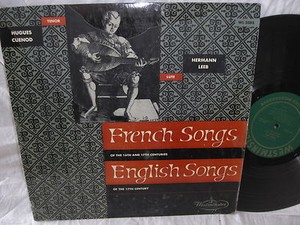 TENOR
HUGUES
CUENOD
HERMANN
LEEB
LUTE
French Songs
OF THE 16TH AND 17TH CENTURIES
English Songs
OF THE 17TH CENTURY
Westminster